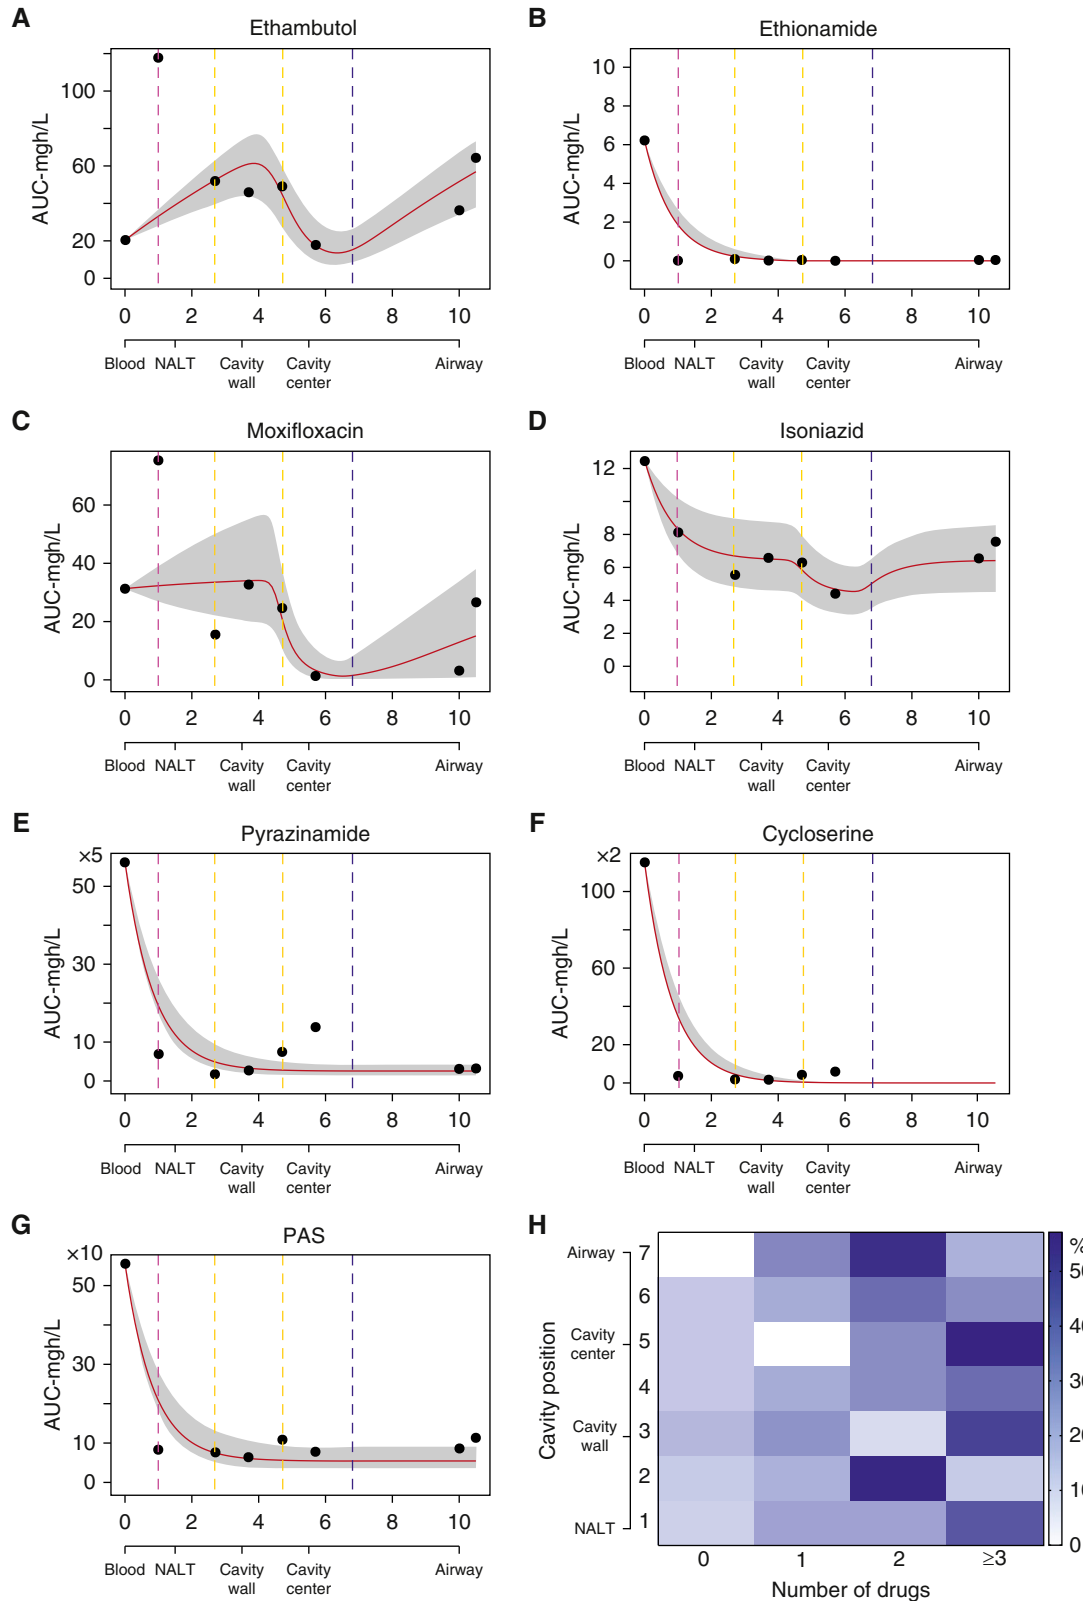 A
Ethambutol
AUC-mgh/L
100
60
20
0
0 2 4 6 8 10
Blood NALT Cavity wall Cavity center Airway
B
Ethionamide
AUC-mgh/L
10
8
6
4
2
0
0 2 4 6 8 10
Blood NALT Cavity wall Cavity center Airway
C
Moxifloxacin
AUC-mgh/L
60
40
20
0
0 2 4 6 8 10
Blood NALT Cavity wall Cavity center Airway
D
Isoniazid
AUC-mgh/L
12
8
6
4
2
0
0 2 4 6 8 10
Blood NALT Cavity wall Cavity center Airway
E
Pyrazinamide
×5
AUC-mgh/L
50
30
10
0
0 2 4 6 8 10
Blood NALT Cavity wall Cavity center Airway
F
Cycloserine
×2
AUC-mgh/L
100
60
20
0
0 2 4 6 8 10
Blood NALT Cavity wall Cavity center Airway
G
PAS
×10
AUC-mgh/L
50
30
10
0
0 2 4 6 8 10
Blood NALT Cavity wall Cavity center Airway
H
Cavity position
Airway 7
6
Cavity center 5
4
Cavity wall 3
2
NALT 1
0 1 2 ≥3
Number of drugs
%
50
40
30
20
10
0